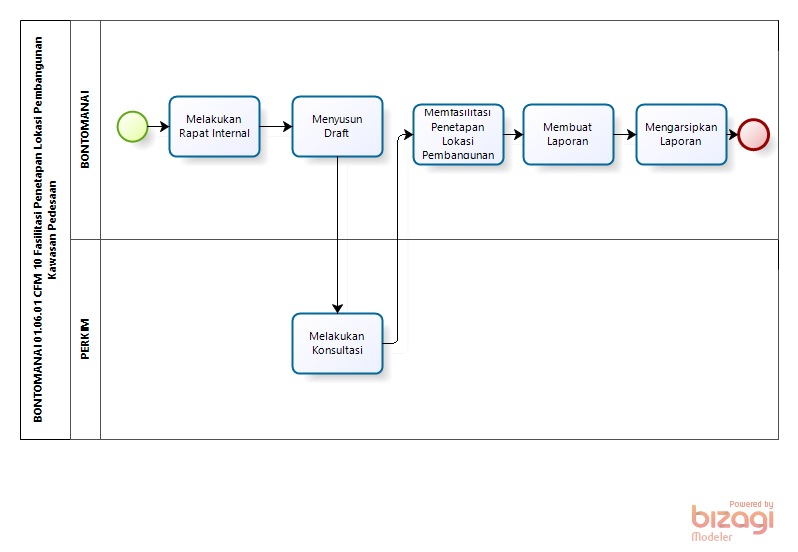 BONTOMANAI 01.06.01 CFM 10 Fasilitasi Penetapan Lokasi Pembangunan
Kawasan Pedesaan
BONTOMANAI
Melakukan
Rapat Internal
Menyusun
Draft
Memfasilitasi
Penetapan
Lokasi
Pembangunan
Membuat
Laporan
Mengarsipkan
Laporan
PERKIM
Melakukan
Konsultasi
Powered by
bizagi
Modeler